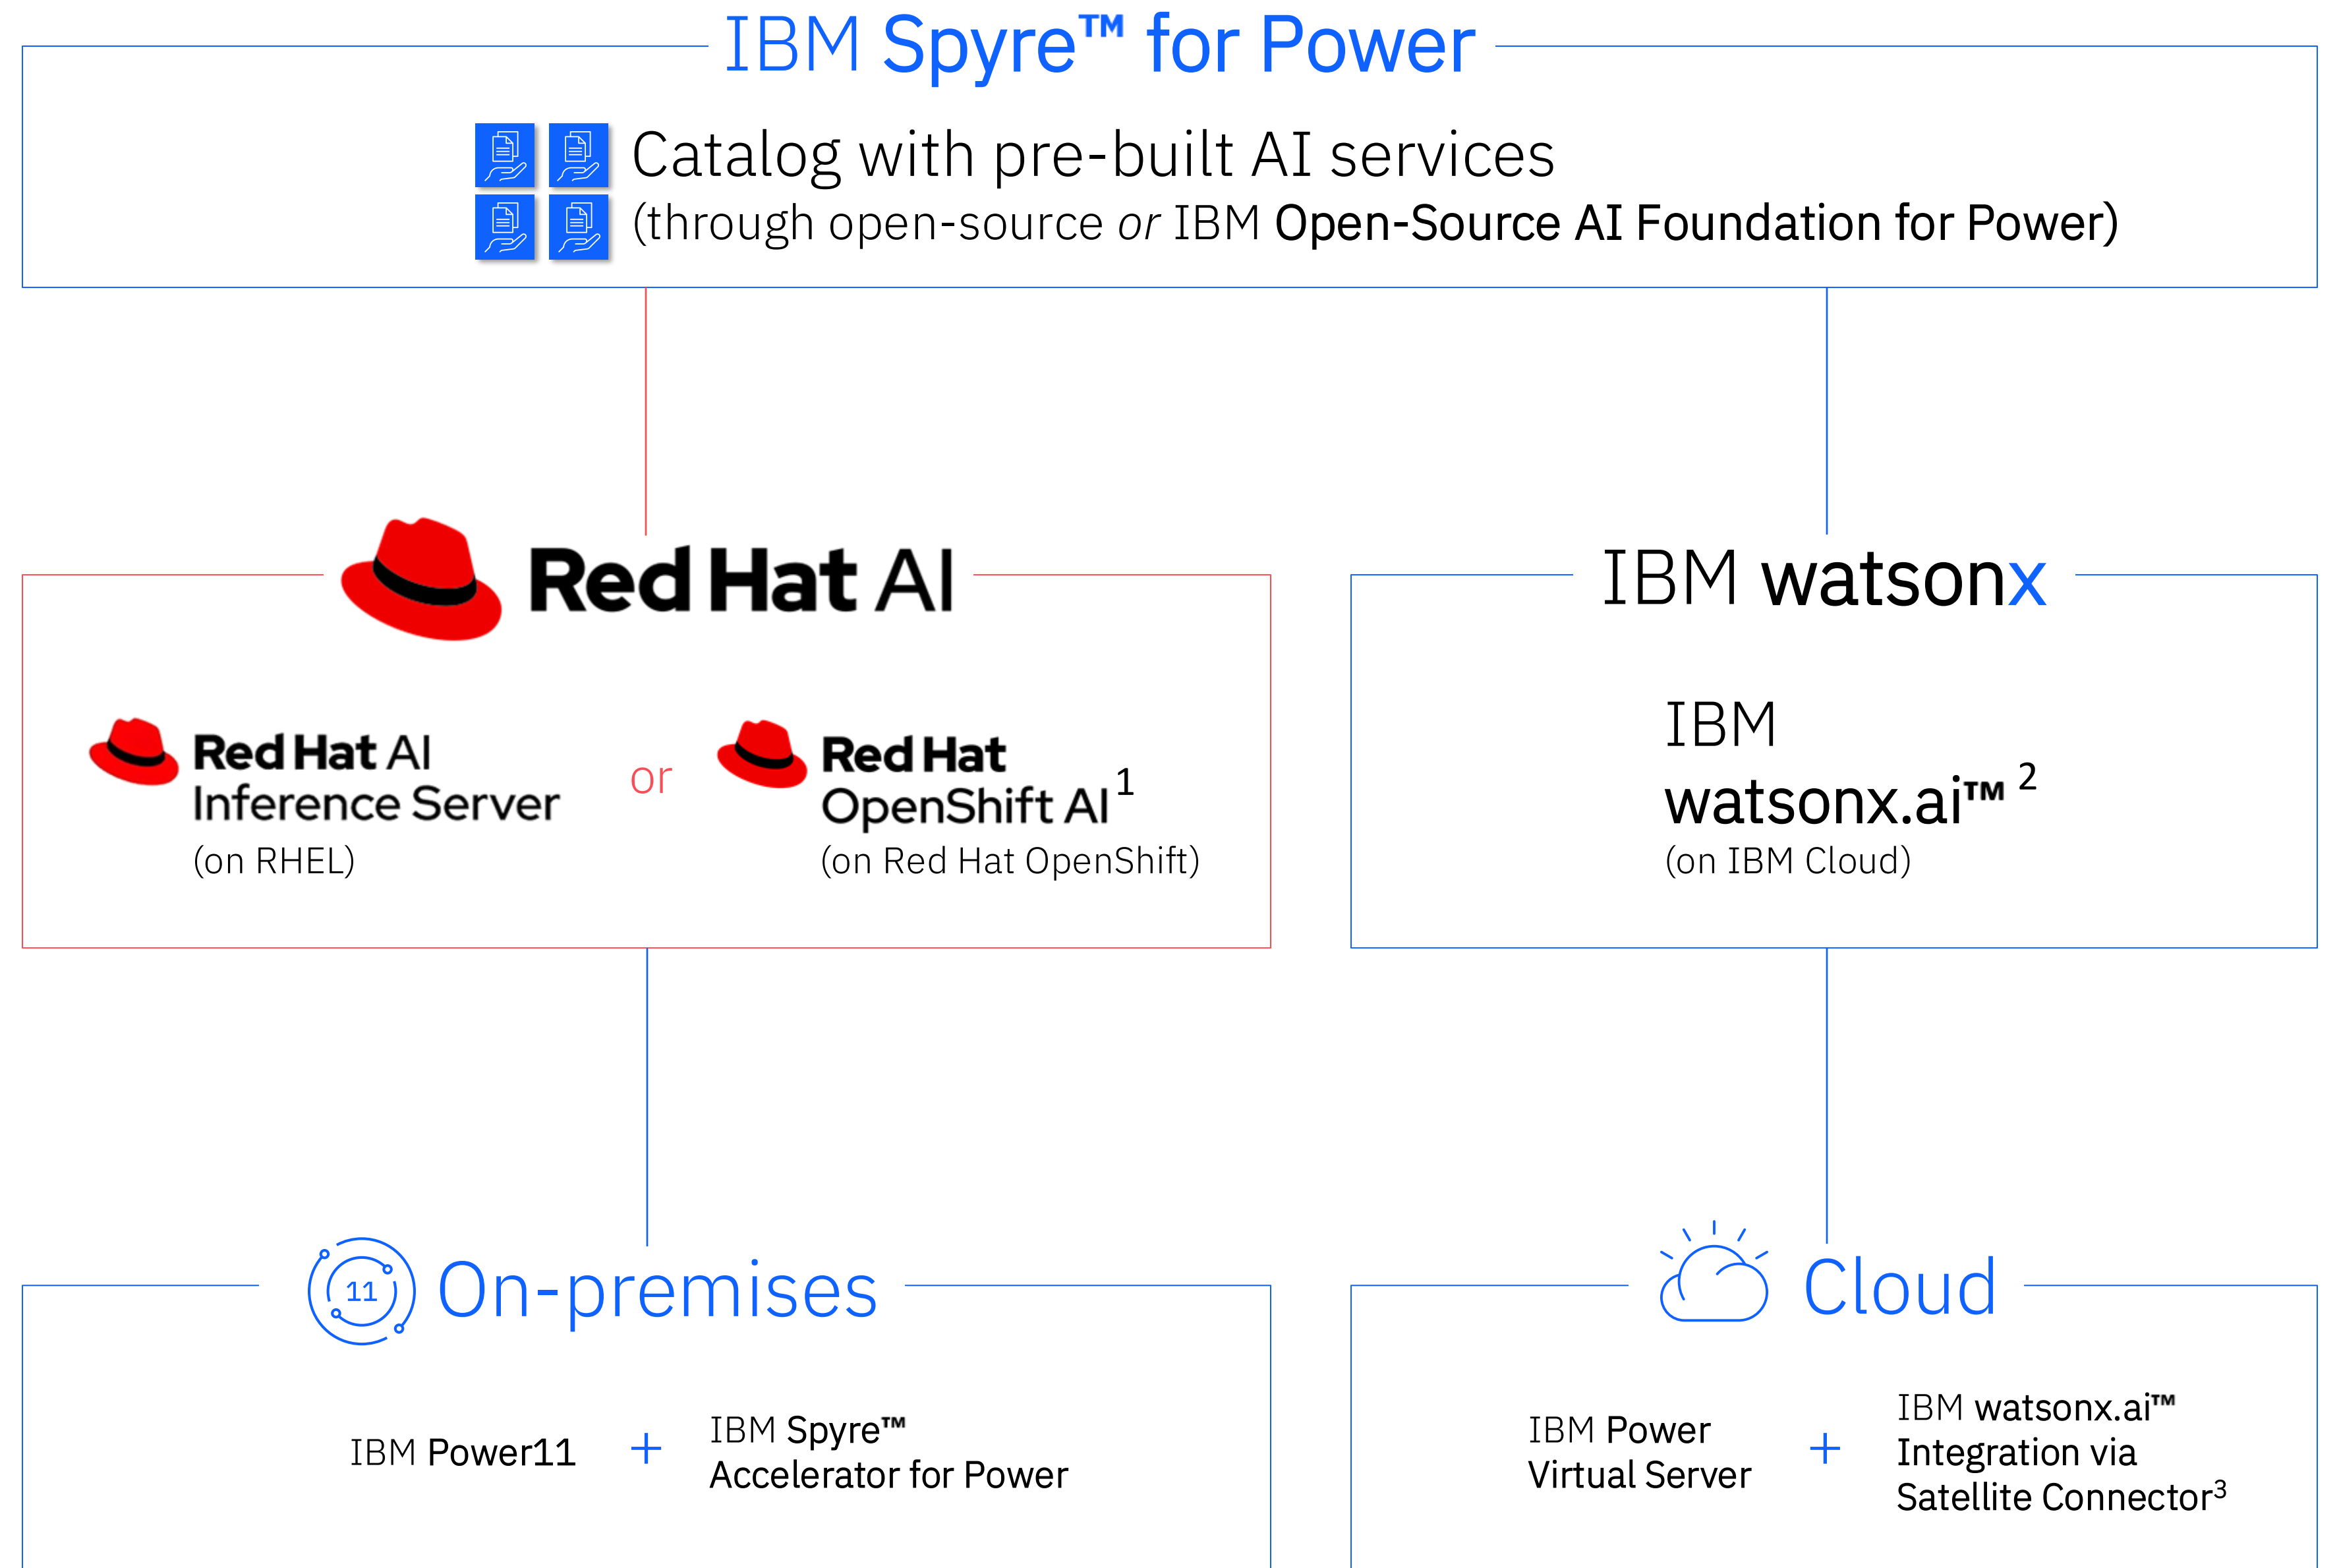 IBM Spyre™ for Power
Catalog with pre-built AI services
(through open-source or IBM Open-Source AI Foundation for Power)
Red Hat AI
Red Hat AI
Inference Server
(on RHEL)
or
Red Hat
OpenShift AI 1
(on Red Hat OpenShift)
IBM watsonx
IBM
watsonx.ai™ 2
(on IBM Cloud)
11
On-premises
IBM Power11
+
IBM Spyre™
Accelerator for Power
Cloud
IBM Power
Virtual Server
+
IBM watsonx.ai™
Integration via
Satellite Connector3